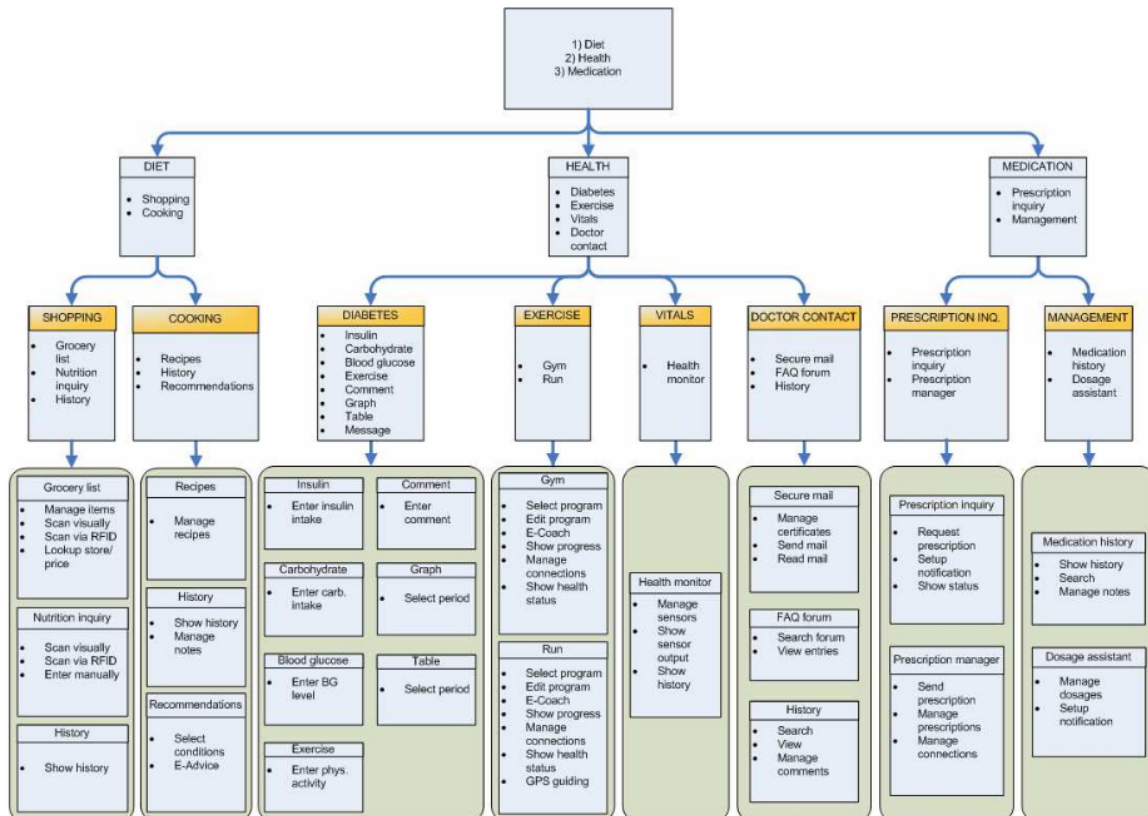 1) Diet
2) Health
3) Medication
DIET
• Shopping
• Cooking
HEALTH
• Diabetes
• Exercise
• Vitals
• Doctor
contact
MEDICATION
• Prescription
inquiry
• Management
SHOPPING
• Grocery
list
• Nutrition
inquiry
• History
COOKING
• Recipes
• History
• Recommendations
DIABETES
• Insulin
• Carbohydrate
• Blood glucose
• Exercise
• Comment
• Graph
• Table
• Message
EXERCISE
• Gym
• Run
VITALS
• Health
monitor
DOCTOR CONTACT
• Secure mail
• FAQ forum
• History
PRESCRIPTION INQ.
• Prescription
inquiry
• Prescription
manager
MANAGEMENT
• Medication
history
• Dosage
assistant
Grocery list
• Manage items
• Scan visually
• Scan via RFID
• Lookup store/
price
Nutrition inquiry
• Scan visually
• Scan via RFID
• Enter manually
History
• Show history
Recipes
• Manage
recipes
History
• Show history
• Manage
notes
Recommendations
• Select
conditions
• E-Advice
Insulin
• Enter insulin
intake
Carbohydrate
• Enter carb.
intake
Blood glucose
• Enter BG
level
Exercise
• Enter phys.
activity
Comment
• Enter
comment
Graph
• Select period
Table
• Select period
Gym
• Select program
• Edit program
• E-Coach
• Show progress
• Manage
connections
• Show health
status
Run
• Select program
• Edit program
• E-Coach
• Show progress
• Manage
connections
• Show health
status
• GPS guiding
Health monitor
• Manage
sensors
• Show
sensor
output
• Show
history
Secure mail
• Manage
certificates
• Send mail
• Read mail
FAQ forum
• Search forum
• View entries
History
• Search
• View
• Manage
comments
Prescription inquiry
• Request
prescription
• Setup
notification
• Show status
Prescription manager
• Send
prescription
• Manage
prescriptions
• Manage
connections
Medication history
• Show history
• Search
• Manage notes
Dosage assistant
• Manage
dosages
• Setup
notification